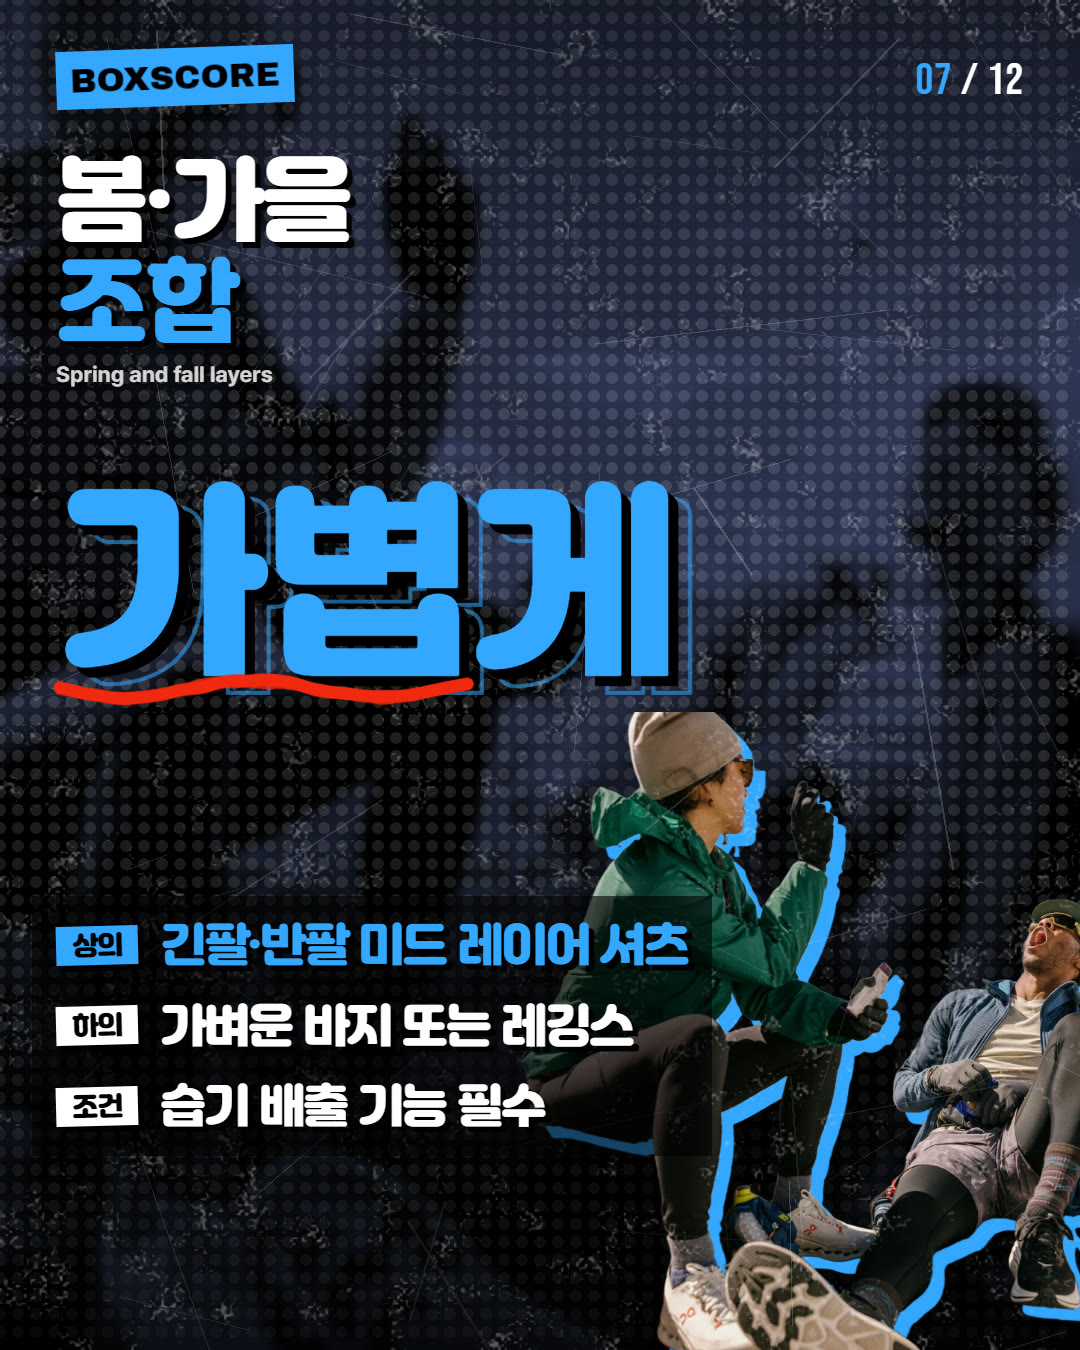 BOXSCORE
07 / 12
봄·가을
조합
Spring and fall layers
가볍게
상의 긴팔·반팔 미드 레이어 셔츠
하의 가벼운 바지 또는 레깅스
조건 습기 배출 기능 필수